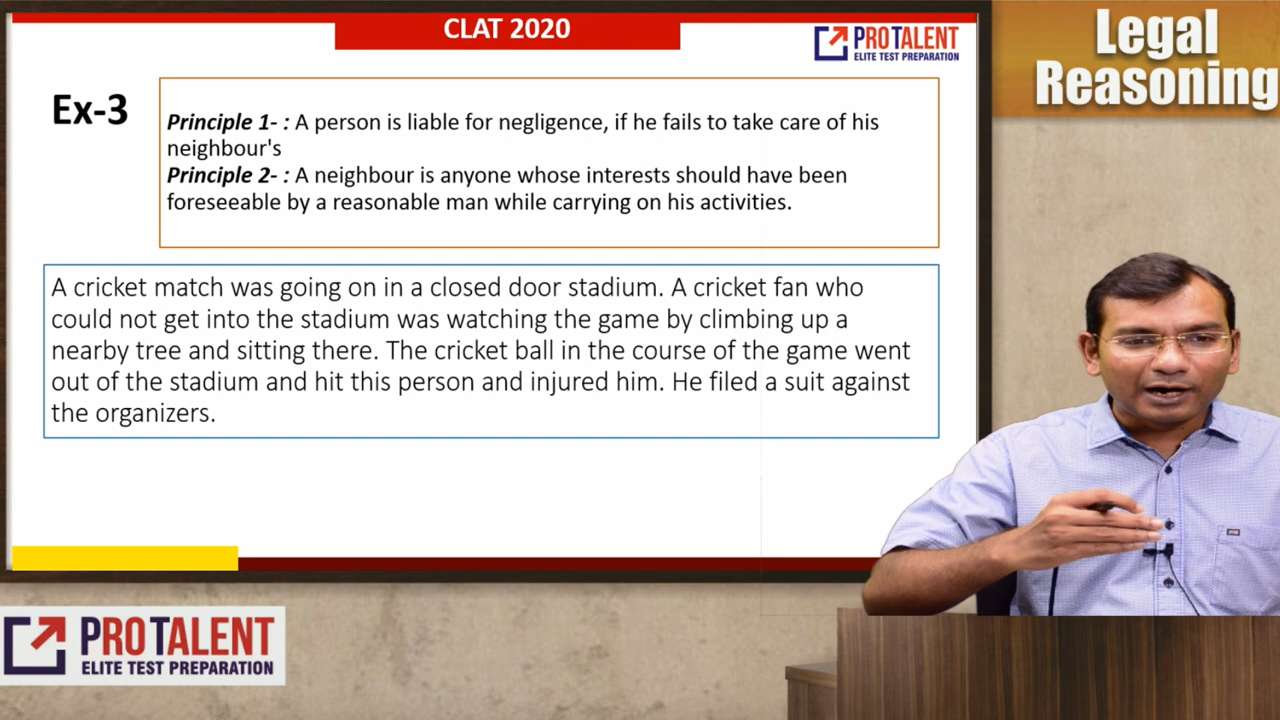 CLAT 2020
PROTALENT
ELITE TEST PREPARATION
Legal
Reasoning
Ex-3
Principle 1- : A person is liable for negligence, if he fails to take care of his
neighbour's
Principle 2- : A neighbour is anyone whose interests should have been
foreseeable by a reasonable man while carrying on his activities.
A cricket match was going on in a closed door stadium. A cricket fan who
could not get into the stadium was watching the game by climbing up a
nearby tree and sitting there. The cricket ball in the course of the game went
out of the stadium and hit this person and injured him. He filed a suit against
the organizers.
PROTALENT
ELITE TEST PREPARATION